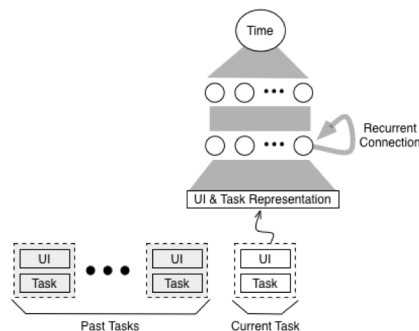 Time
Recurrent
Connection
UI & Task Representation
UI
UI
UI
Task
Task
Task
Past Tasks
Current Task